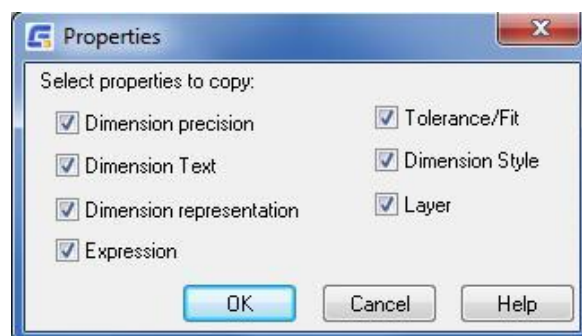 Properties
Select properties to copy:
Dimension precision
Dimension Text
Dimension representation
Expression
Tolerance/Fit
Dimension Style
Layer
OK
Cancel
Help